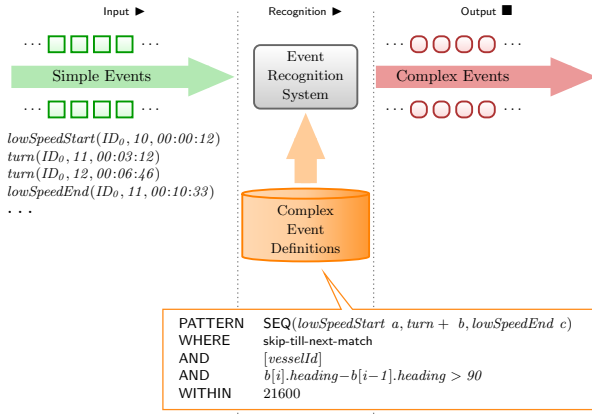 Input ▶
Recognition ▶
Output ■
··· ···
··· ···
Simple Events
Event
Recognition
System
Complex Events
··· ···
··· ···
lowSpeedStart(ID₀, 10, 00:00:12)
turn(ID₀, 11, 00:03:12)
turn(ID₀, 12, 00:06:46)
lowSpeedEnd(ID₀, 11, 00:10:33)
...
Complex
Event
Definitions
PATTERN SEQ(lowSpeedStart a, turn + b, lowSpeedEnd c)
WHERE skip-till-next-match
AND [vesselId]
AND b[i].heading−b[i−1].heading > 90
WITHIN 21600